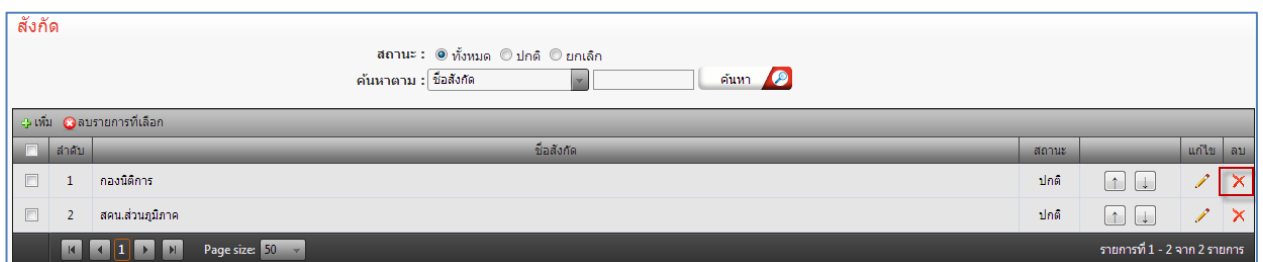 สังกัด
สถานะ : ทั้งหมด ปกติ ยกเลิก
ค้นหาตาม : ชื่อสังกัด ค้นหา
เพิ่ม ลบรายการที่เลือก
ลำดับ ชื่อสังกัด สถานะ แก้ไข ลบ
1 กองนิติการ ปกติ
2 สคน.ส่วนภูมิภาค ปกติ
1 Page size: 50 รายการที่ 1 - 2 จาก 2 รายการ